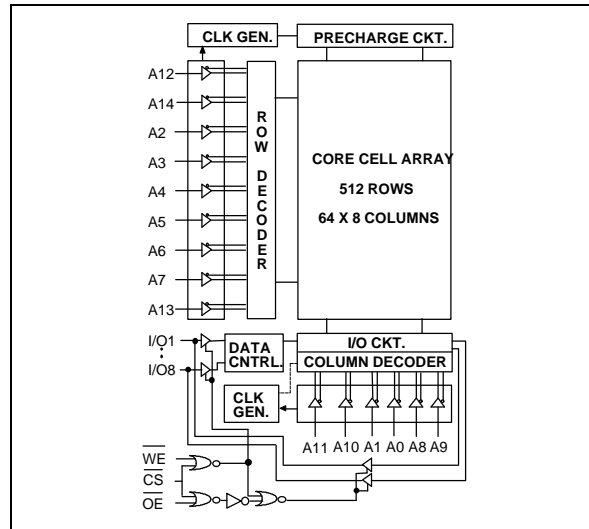 CLK GEN.
PRECHARGE CKT.
A12
A14
A2
A3
A4
A5
A6
A7
A13
ROW DECODER
CORE CELL ARRAY
512 ROWS
64 X 8 COLUMNS
I/O1
I/O8
DATA
CNTRL.
I/O CKT.
COLUMN DECODER
CLK
GEN.
A11 A10 A1 A0 A8 A9
WE
CS
OE